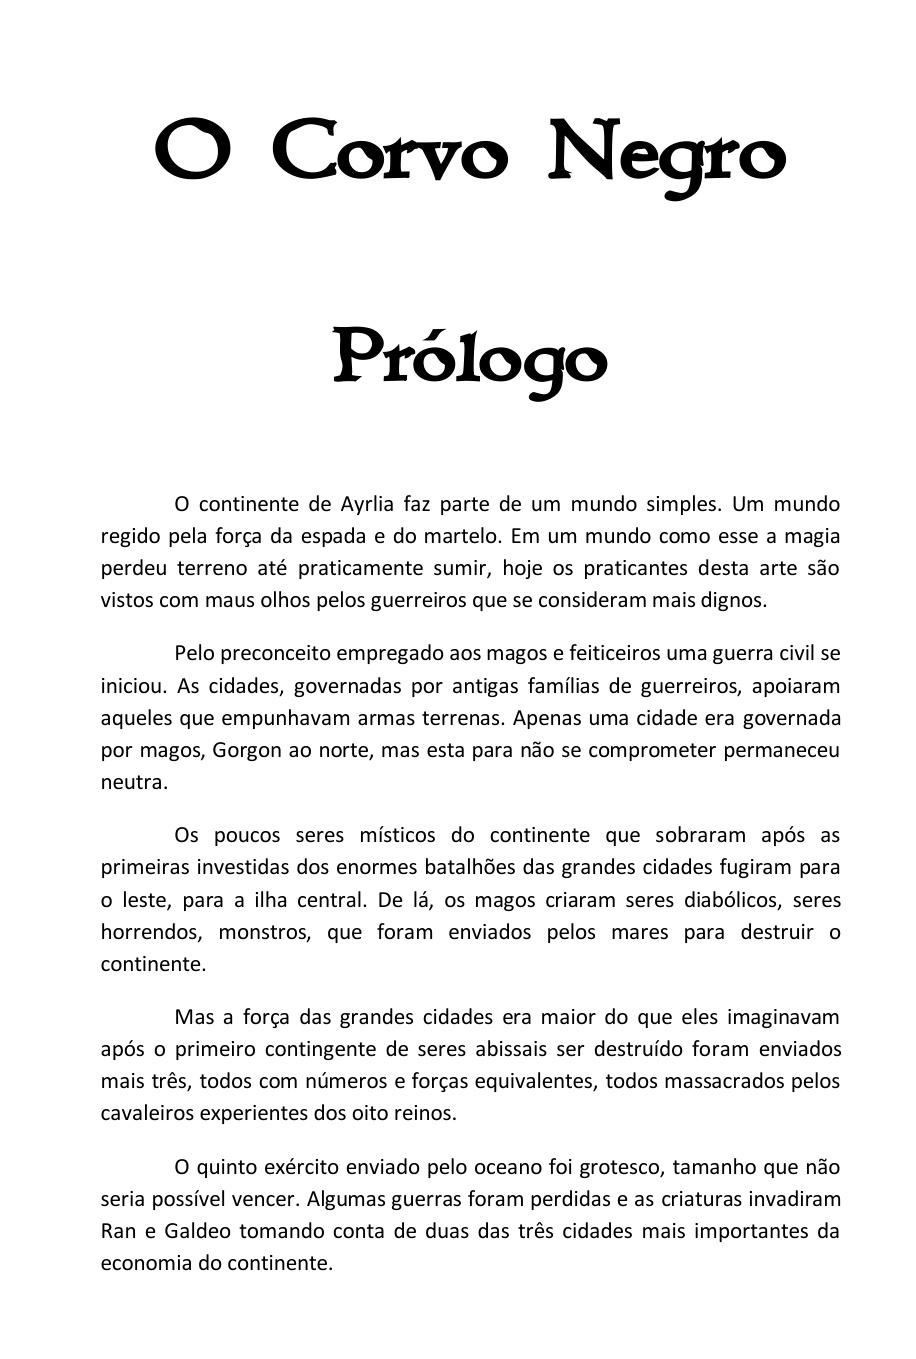 O Corvo Negro
Prólogo
O continente de Ayrlia faz parte de um mundo simples. Um mundo
regido pela força da espada e do martelo. Em um mundo como esse a magia
perdeu terreno até praticamente sumir, hoje os praticantes desta arte são
vistos com maus olhos pelos guerreiros que se consideram mais dignos.
Pelo preconceito empregado aos magos e feiticeiros uma guerra civil se
iniciou. As cidades, governadas por antigas famílias de guerreiros, apoiaram
aqueles que empunhavam armas terrenas. Apenas uma cidade era governada
por magos, Gorgon ao norte, mas esta para não se comprometer permaneceu
neutra.
Os poucos seres místicos do continente que sobraram após as
primeiras investidas dos enormes batalhões das grandes cidades fugiram para
o leste, para a ilha central. De lá, os magos criaram seres diabólicos, seres
horrendos, monstros, que foram enviados pelos mares para destruir o
continente.
Mas a força das grandes cidades era maior do que eles imaginavam
após o primeiro contingente de seres abissais ser destruído foram enviados
mais três, todos com números e forças equivalentes, todos massacrados pelos
cavaleiros experientes dos oito reinos.
O quinto exército enviado pelo oceano foi grotesco, tamanho que não
seria possível vencer. Algumas guerras foram perdidas e as criaturas invadiram
Ran e Galdeo tomando conta de duas das três cidades mais importantes da
economia do continente.